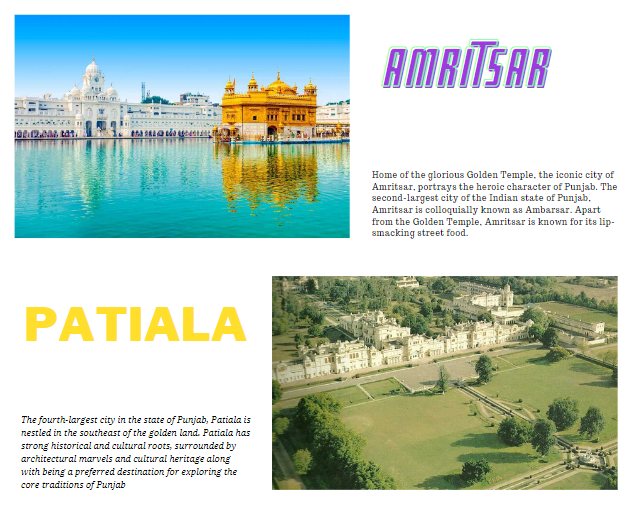 AMRITSAR
Home of the glorious Golden Temple, the iconic city of
Amritsar, portrays the heroic character of Punjab. The
second-largest city of the Indian state of Punjab,
Amritsar is colloquially known as Ambarsar. Apart
from the Golden Temple, Amritsar is known for its lip-
smacking street food.
PATIALA
The fourth-largest city in the state of Punjab, Patiala is
nestled in the southeast of the golden land. Patiala has
strong historical and cultural roots, surrounded by
architectural marvels and cultural heritage along
with being a preferred destination for exploring the
core traditions of Punjab